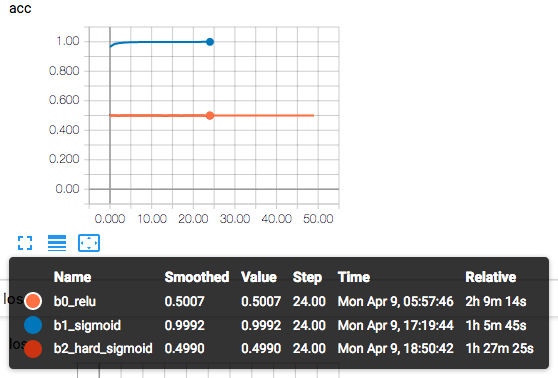 acc
1.00
0.800
0.600
0.400
0.200
0.00
0.000 10.00 20.00 30.00 40.00 50.00
Name Smoothed Value Step Time Relative
los
b0_relu 0.5007 0.5007 24.00 Mon Apr 9, 05:57:46 2h 9m 14s
b1_sigmoid 0.9992 0.9992 24.00 Mon Apr 9, 17:19:44 1h 5m 45s
los
b2_hard_sigmoid 0.4990 0.4990 24.00 Mon Apr 9, 18:50:42 1h 27m 25s